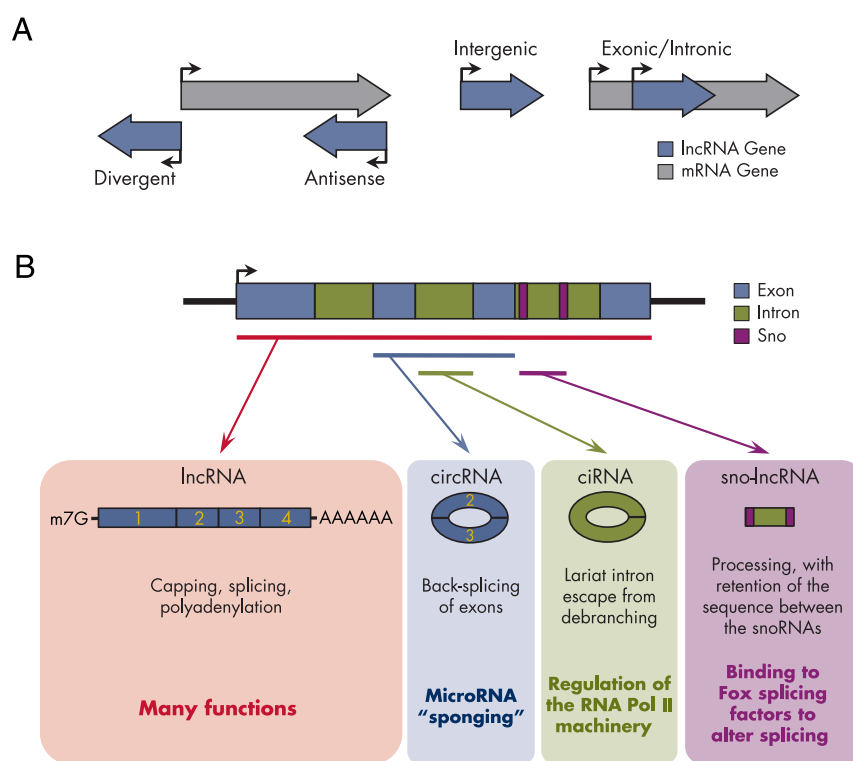 A
Intergenic
Exonic/Intronic
Divergent
Antisense
lncRNA Gene
mRNA Gene
B
Exon
Intron
Sno
lncRNA
m7G
1
2
3
4
AAAAAA
Capping, splicing,
polyadenylation
Many functions
circRNA
2
3
Back-splicing
of exons
MicroRNA
“sponging”
ciRNA
Lariat intron
escape from
debranching
Regulation of
the RNA Pol II
machinery
sno-lncRNA
Processing, with
retention of the
sequence between
the snoRNAs
Binding to
Fox splicing
factors to
alter splicing